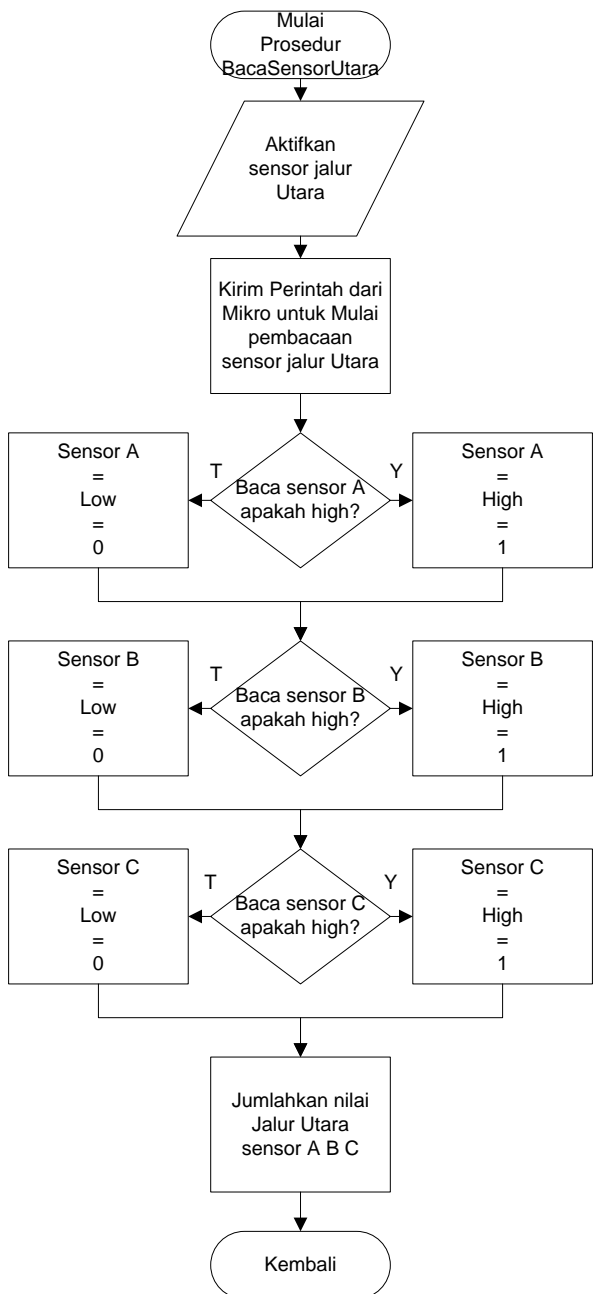 Mulai
Prosedur
BacaSensorUtara
Aktifkan
sensor jalur
Utara
Kirim Perintah dari
Mikro untuk Mulai
pembacaan
sensor jalur Utara
Sensor A
=
Low
=
0
T
Baca sensor A
apakah high?
Y
Sensor A
=
High
=
1
Sensor B
=
Low
=
0
T
Baca sensor B
apakah high?
Y
Sensor B
=
High
=
1
Sensor C
=
Low
=
0
T
Baca sensor C
apakah high?
Y
Sensor C
=
High
=
1
Jumlahkan nilai
Jalur Utara
sensor A B C
Kembali